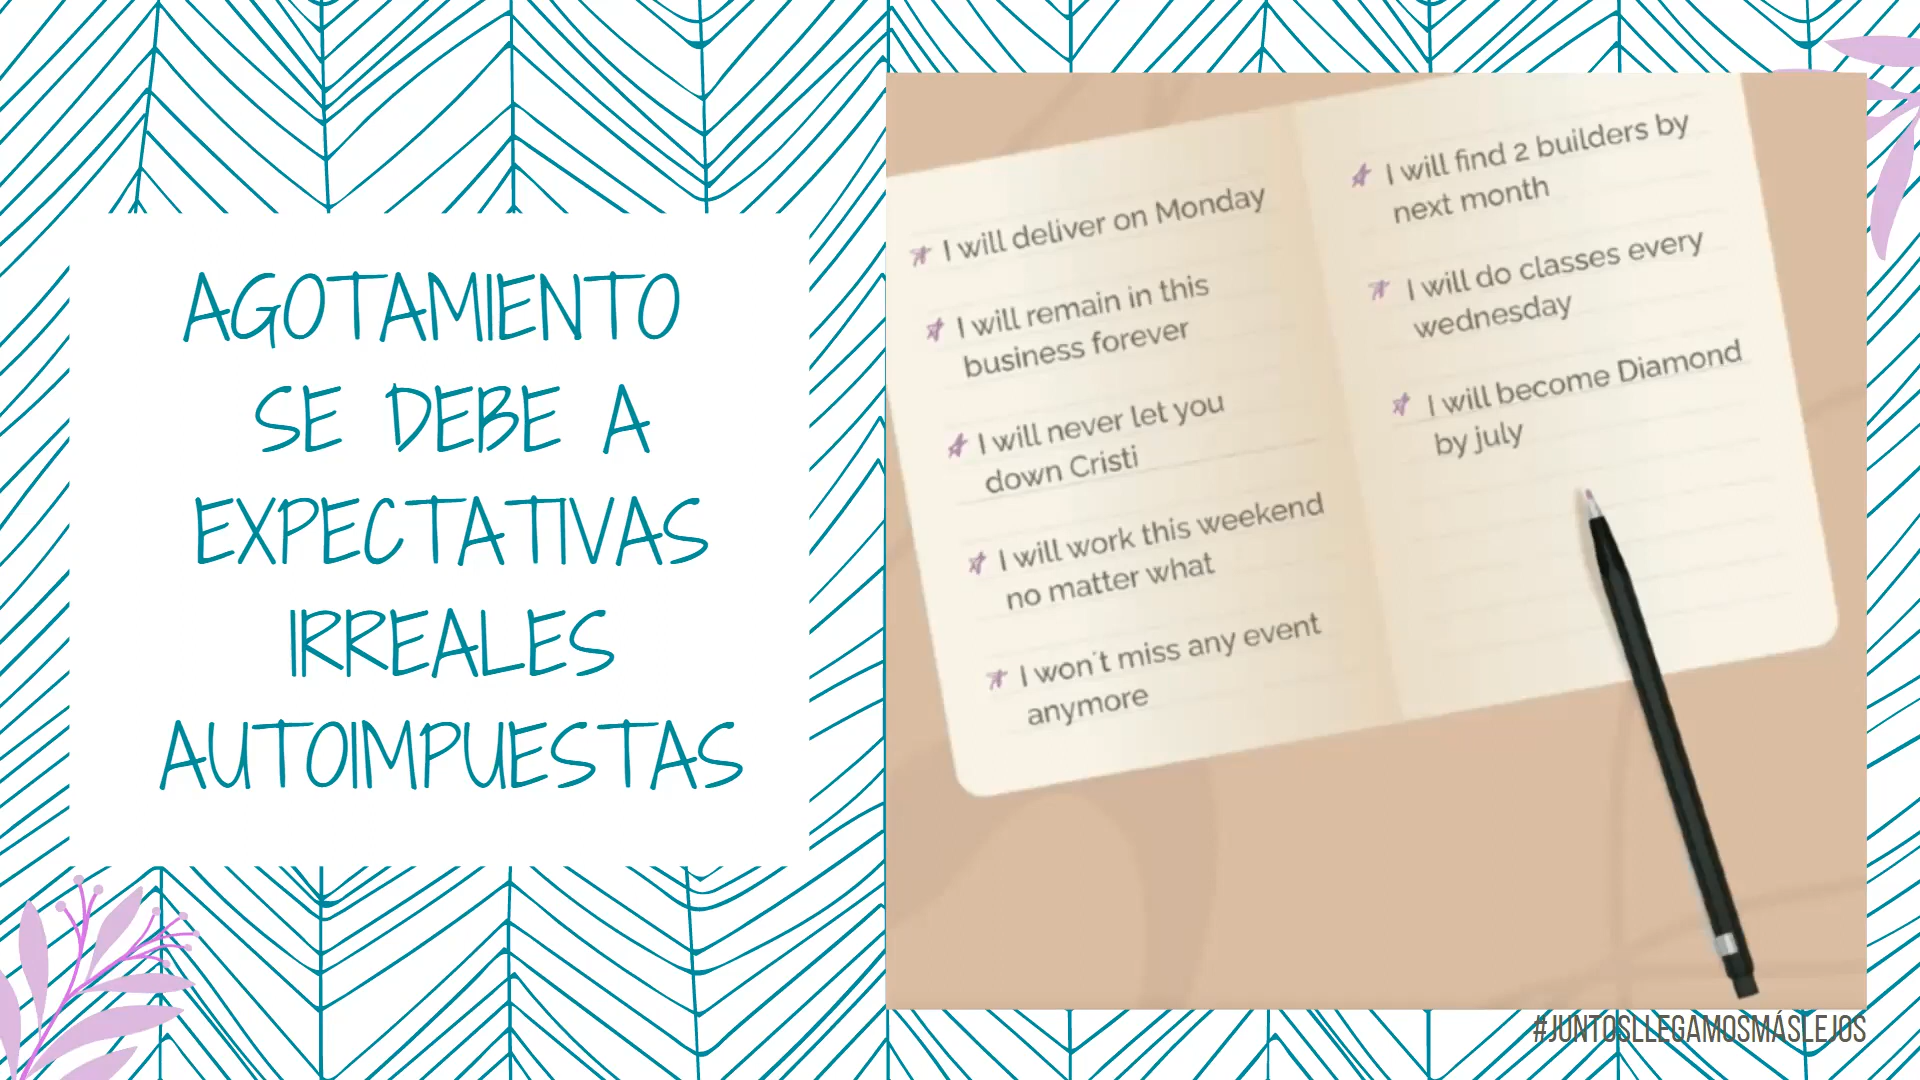 AGOTAMIENTO
SE DEBE A
EXPECTATIVAS
IRREALES
AUTOIMPUESTAS
I will deliver on Monday
I will remain in this
business forever
I will never let you
down Cristi
I will work this weekend
no matter what
I won´t miss any event
anymore
I will find 2 builders by
next month
I will do classes every
wednesday
I will become Diamond
by july
#JUNTOSLLEGAMOSMÁSLEJOS